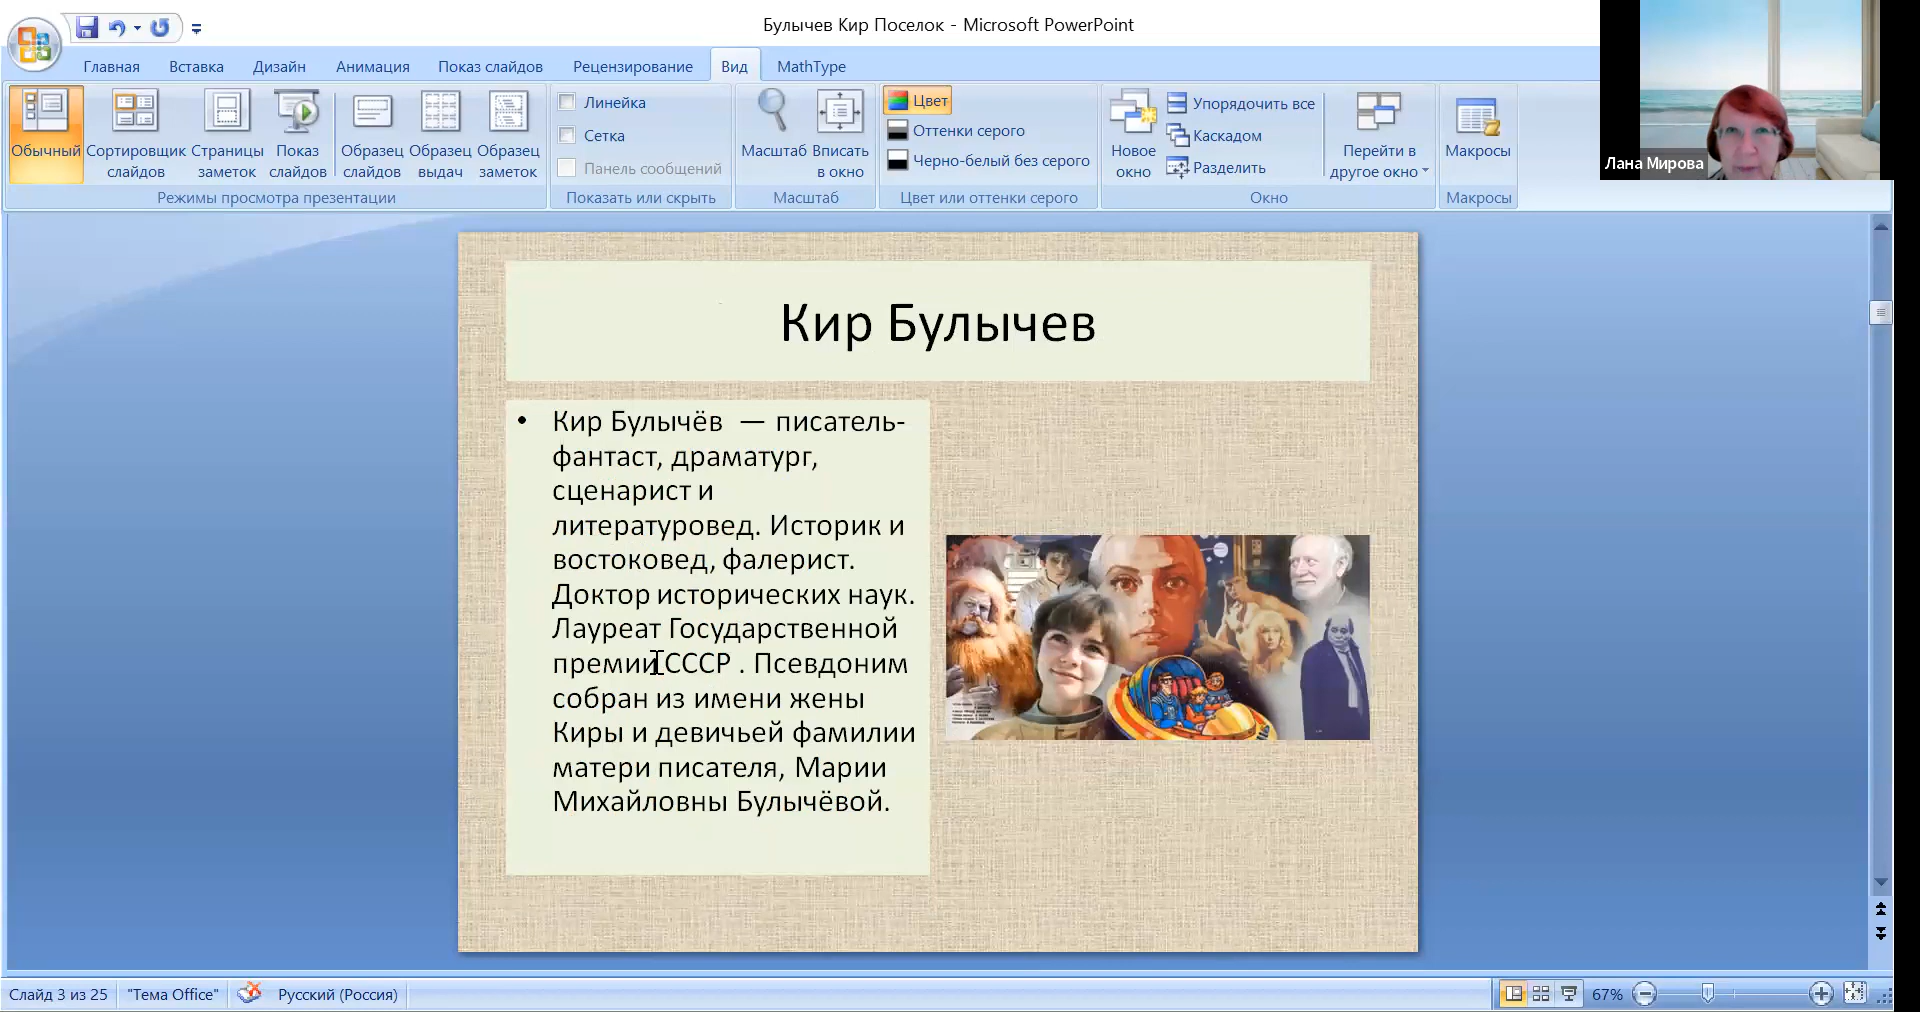 Булычев Кир Поселок - Microsoft PowerPoint
Главная Вставка Дизайн Анимация Показ слайдов Рецензирование Вид MathType
Обычный
Сортировщик слайдов
Страницы заметок
Показ слайдов
Образец слайдов
Образец выдач
Образец заметок
Режимы просмотра презентации
Линейка
Сетка
Панель сообщений
Показать или скрыть
Масштаб
Вписать в окно
Масштаб
Цвет
Оттенки серого
Черно-белый без серого
Цвет или оттенки серого
Новое окно
Упорядочить все
Каскадом
Разделить
Перейти в другое окно
Окно
Макросы
Макросы
Лана Мирова
Кир Булычев
• Кир Булычёв — писатель-
фантаст, драматург,
сценарист и
литературовед. Историк и
востоковед, фалерист.
Доктор исторических наук.
Лауреат Государственной
премии СССР . Псевдоним
собран из имени жены
Киры и девичьей фамилии
матери писателя, Марии
Михайловны Булычёвой.
Слайд 3 из 25 "Тема Office" Русский (Россия) 67%